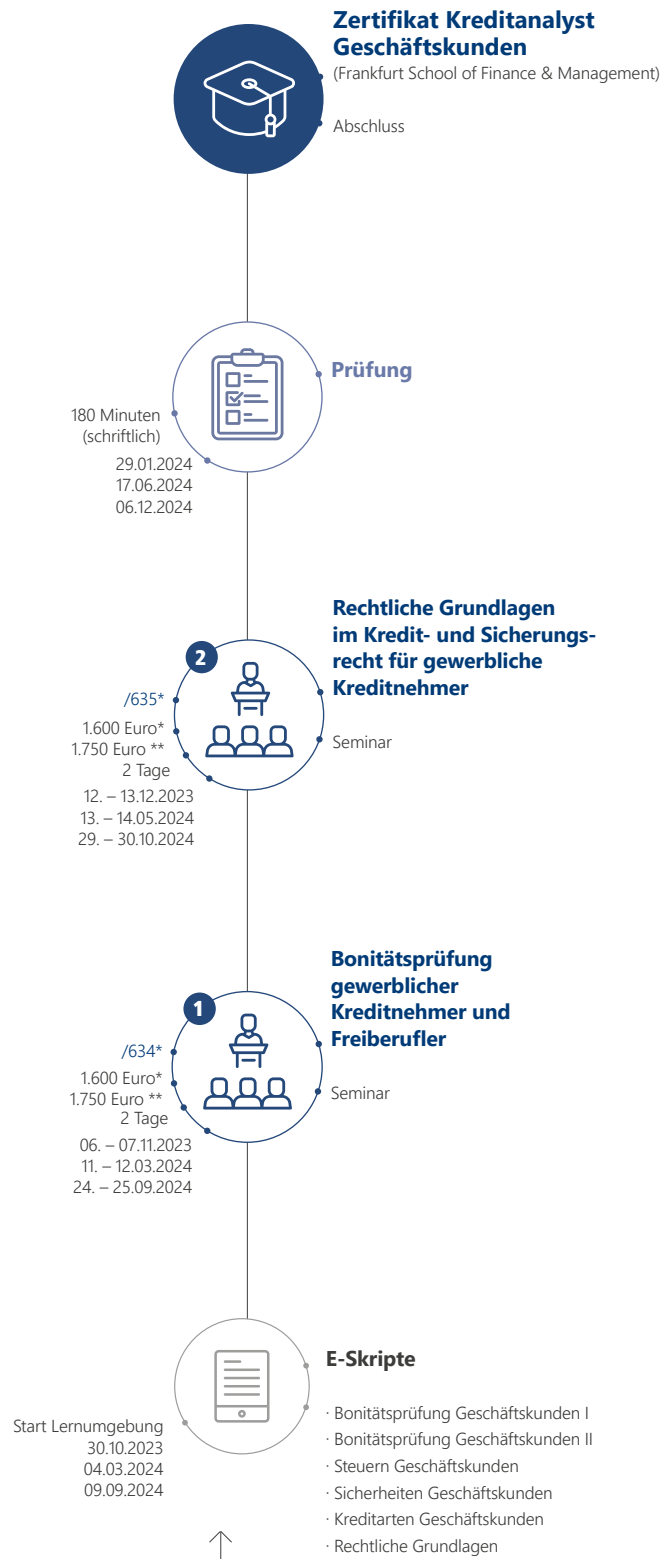 Zertifikat Kreditanalyst
Geschäftskunden
(Frankfurt School of Finance & Management)
Abschluss
Prüfung
180 Minuten
(schriftlich)
29.01.2024
17.06.2024
06.12.2024
Rechtliche Grundlagen
im Kredit- und Sicherungs-
recht für gewerbliche
Kreditnehmer
2
/635*
1.600 Euro*
1.750 Euro **
2 Tage
Seminar
12. – 13.12.2023
13. – 14.05.2024
29. – 30.10.2024
Bonitätsprüfung
gewerblicher
Kreditnehmer und
Freiberufler
1
/634*
1.600 Euro*
1.750 Euro **
2 Tage
Seminar
06. – 07.11.2023
11. – 12.03.2024
24. – 25.09.2024
E-Skripte
Start Lernumgebung
30.10.2023
04.03.2024
09.09.2024
· Bonitätsprüfung Geschäftskunden I
· Bonitätsprüfung Geschäftskunden II
· Steuern Geschäftskunden
· Sicherheiten Geschäftskunden
· Kreditarten Geschäftskunden
· Rechtliche Grundlagen